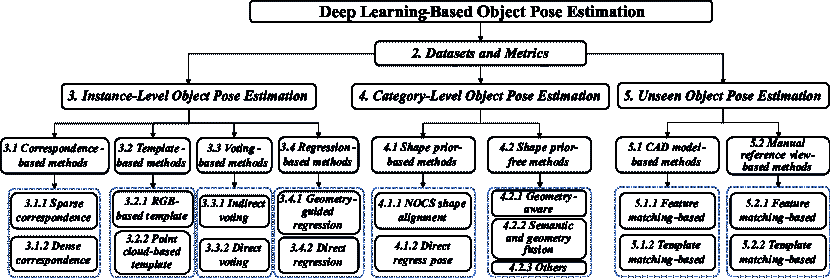 Deep Learning-Based Object Pose Estimation
2. Datasets and Metrics
3. Instance-Level Object Pose Estimation
4. Category-Level Object Pose Estimation
5. Unseen Object Pose Estimation
3.1 Correspondence-
based methods
3.2 Template-
based methods
3.3 Voting-
based methods
3.4 Regression-
based methods
4.1 Shape prior-
based methods
4.2 Shape prior-
free methods
5.1 CAD model-
based methods
5.2 Manual
reference view-
based methods
3.1.1 Sparse
correspondence
3.1.2 Dense
correspondence
3.2.1 RGB-
based template
3.2.2 Point
cloud-based
template
3.3.1 Indirect
voting
3.3.2 Direct
voting
3.4.1 Geometry-
guided
regression
3.4.2 Direct
regression
4.1.1 NOCS shape
alignment
4.1.2 Direct
regress pose
4.2.1 Geometry-
aware
4.2.2 Semantic
and geometry
fusion
4.2.3 Others
5.1.1 Feature
matching-based
5.1.2 Template
matching-based
5.2.1 Feature
matching-based
5.2.2 Template
matching-based